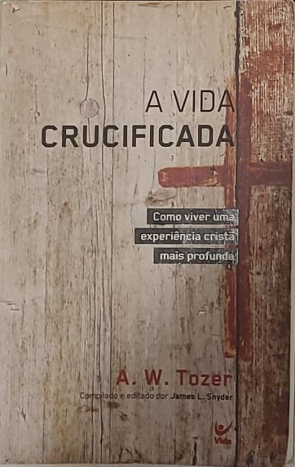 A VIDA
CRUCIFICADA
Como viver uma
experiência cristã
mais profunda
A. W. Tozer
Compilado e editado por James L. Snyder
Vida